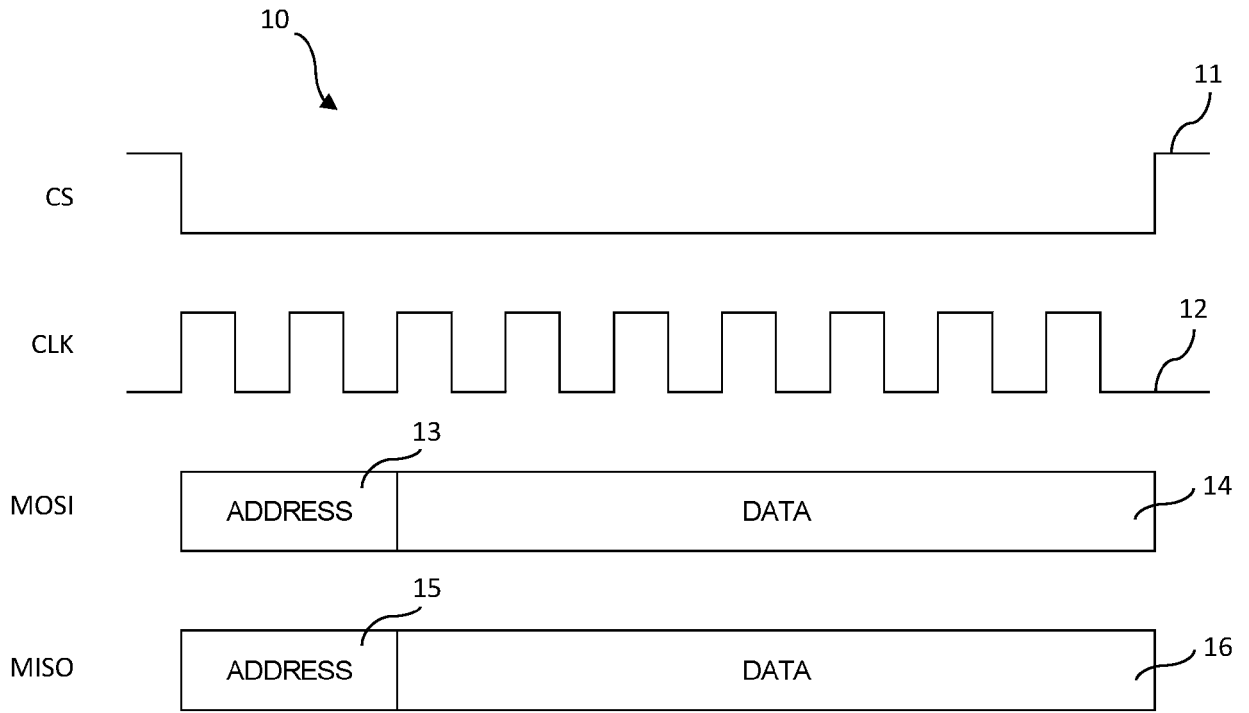 10
11
CS
CLK
12
13
MOSI
ADDRESS
DATA
14
15
MISO
ADDRESS
DATA
16